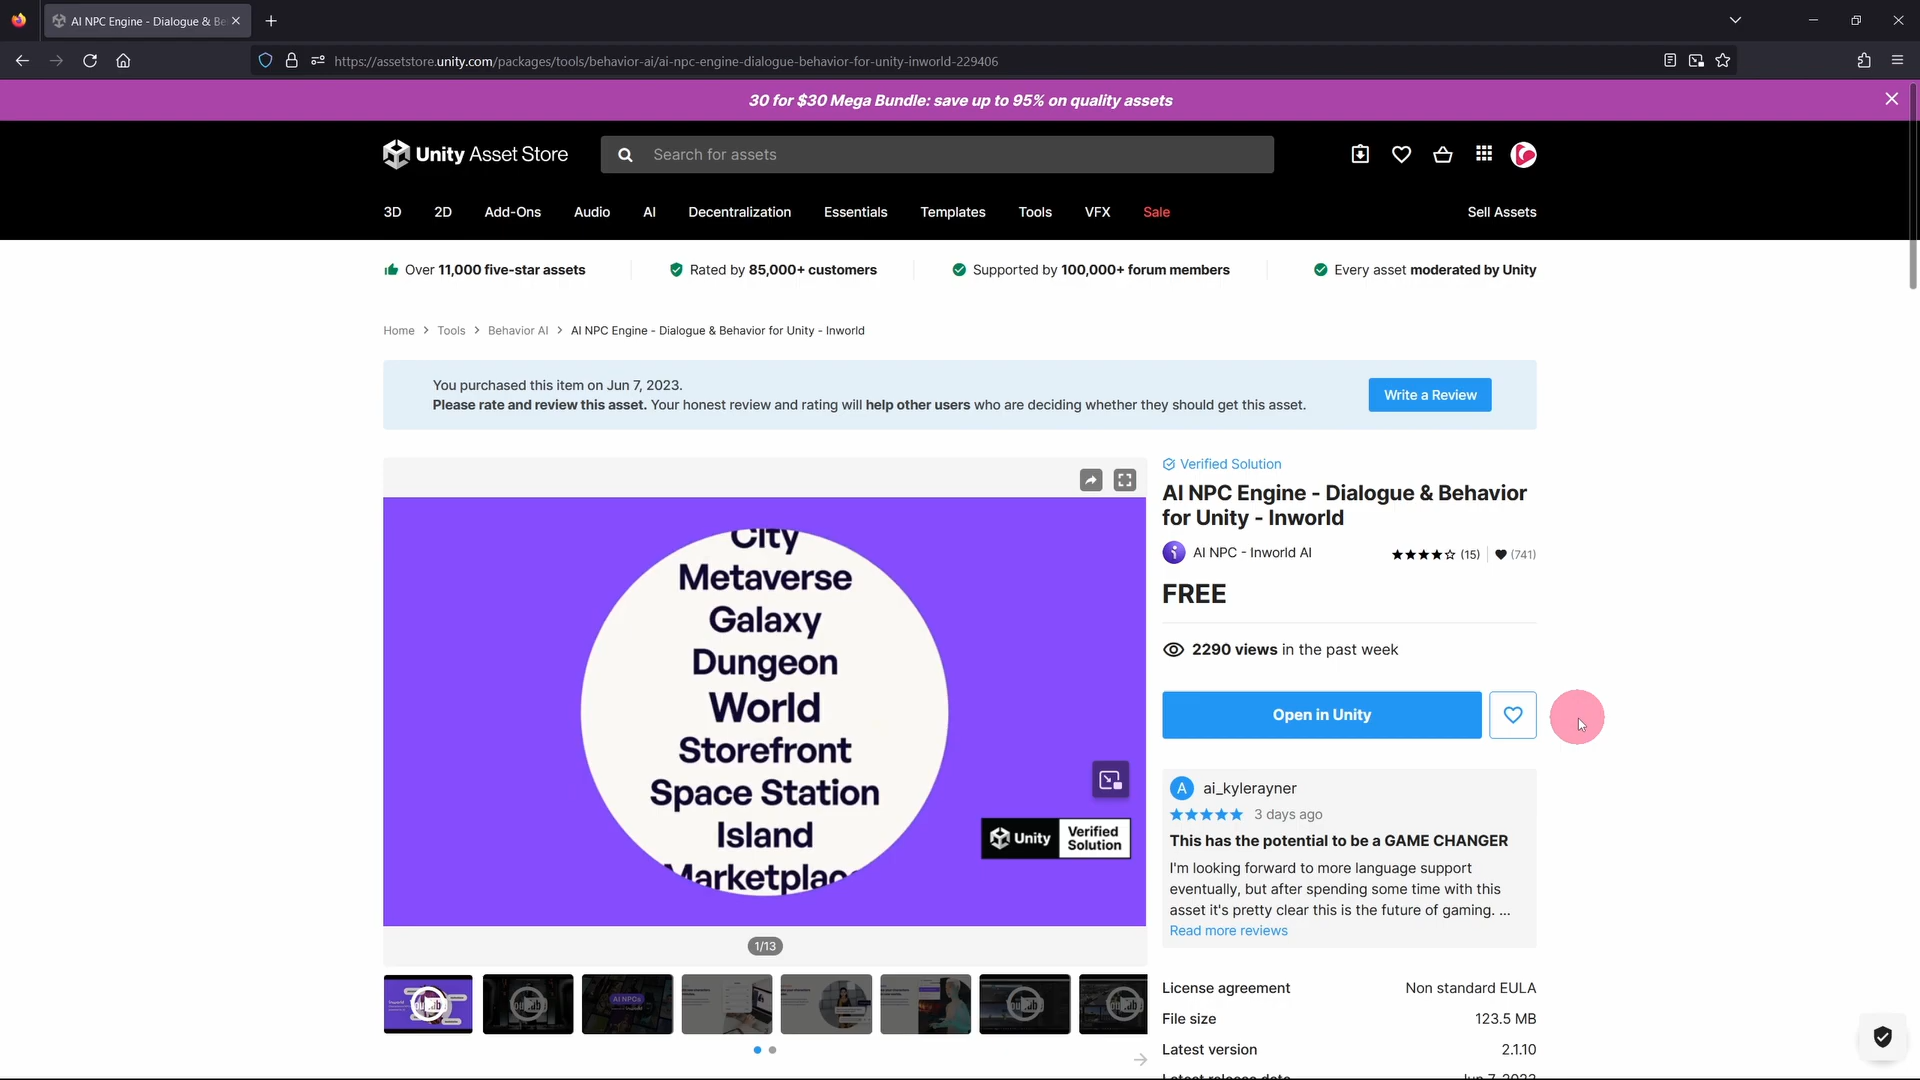 AI NPC Engine - Dialogue & Be
https://assetstore.unity.com/packages/tools/behavior-ai/ai-npc-engine-dialogue-behavior-for-unity-inworld-229406
30 for $30 Mega Bundle: save up to 95% on quality assets
Unity Asset Store
Search for assets
3D 2D Add-Ons Audio AI Decentralization Essentials Templates Tools VFX Sale Sell Assets
Over 11,000 five-star assets Rated by 85,000+ customers Supported by 100,000+ forum members Every asset moderated by Unity
Home > Tools > Behavior AI > AI NPC Engine - Dialogue & Behavior for Unity - Inworld
You purchased this item on Jun 7, 2023.
Please rate and review this asset. Your honest review and rating will help other users who are deciding whether they should get this asset.
Write a Review
City
Metaverse
Galaxy
Dungeon
World
Storefront
Space Station
Island
Marketplac
Unity Verified Solution
1/13
AI NPCs
Verified Solution
AI NPC Engine - Dialogue & Behavior
for Unity - Inworld
AI NPC - Inworld AI
(15) (741)
FREE
2290 views in the past week
Open in Unity
A ai_kylerayner
3 days ago
This has the potential to be a GAME CHANGER
I'm looking forward to more language support
eventually, but after spending some time with this
asset it's pretty clear this is the future of gaming. ...
Read more reviews
License agreement Non standard EULA
File size 123.5 MB
Latest version 2.1.10
Latest release date Jun 7, 2023